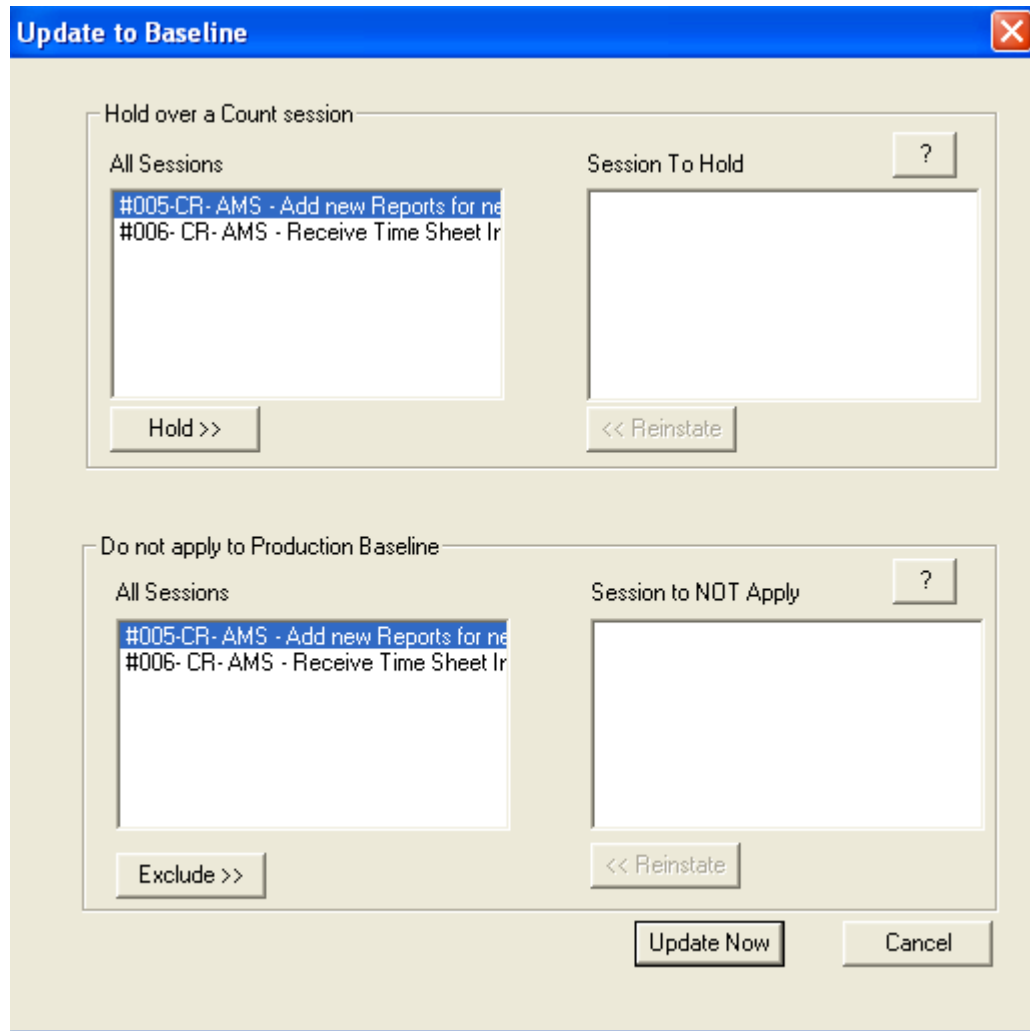 Update to Baseline
Hold over a Count session
?
All Sessions
Session To Hold
#005-CR- AMS - Add new Reports for ne
#006- CR- AMS - Receive Time Sheet Ir
Hold >>
<< Reinstate
Do not apply to Production Baseline
?
All Sessions
Session to NOT Apply
#005-CR- AMS - Add new Reports for ne
#006- CR- AMS - Receive Time Sheet Ir
Exclude >>
<< Reinstate
Update Now
Cancel